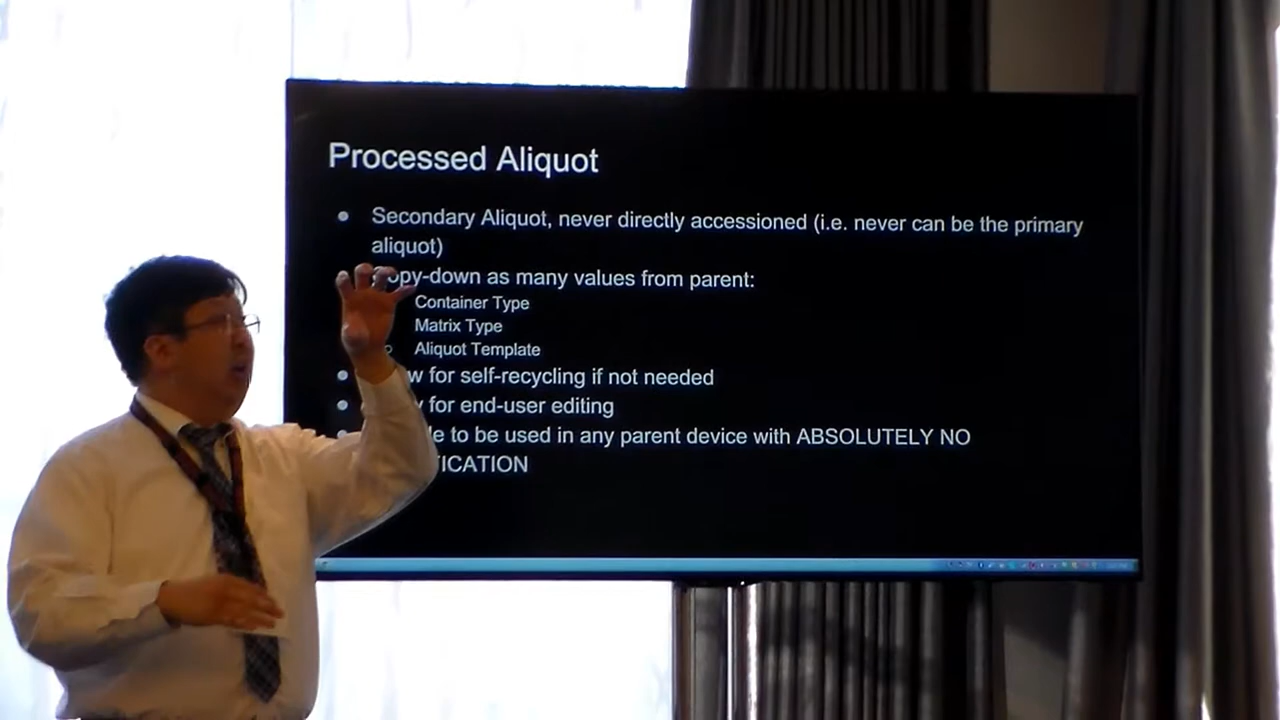 Processed Aliquot
Secondary Aliquot, never directly accessioned (i.e. never can be the primary
aliquot)
opy-down as many values from parent:
Container Type
Matrix Type
Aliquot Template
w for self-recycling if not needed
for end-user editing
le to be used in any parent device with ABSOLUTELY NO
ICATION